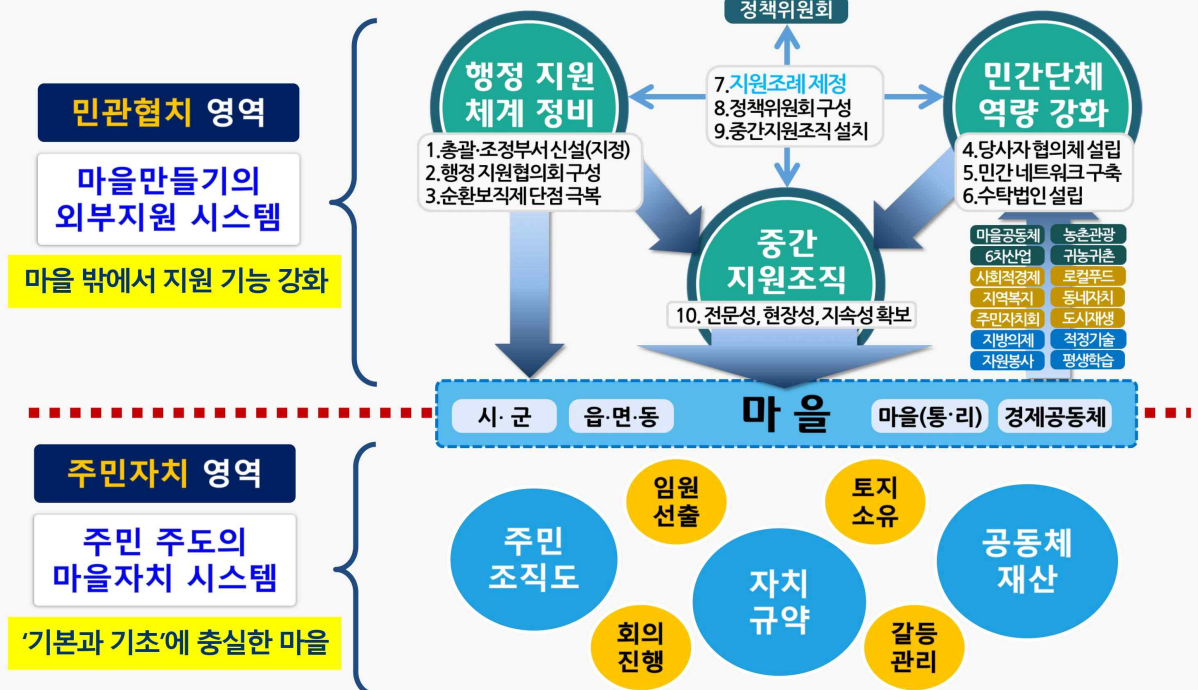 정책위원회
행정 지원
체계 정비
1.총괄·조정부서 신설(지정)
2.행정 지원협의회 구성
3.순환보직제 단점 극복
7.지원조례 제정
8.정책위원회 구성
9.중간지원조직 설치
민간단체
역량 강화
4.당사자 협의체 설립
5.민간 네트워크 구축
6.수탁법인 설립
민관협치 영역
마을만들기의
외부지원 시스템
마을 밖에서 지원 기능 강화
중간
지원조직
10. 전문성, 현장성, 지속성 확보
마을공동체 농촌관광
6차산업 귀농귀촌
사회적경제 로컬푸드
지역복지 동네자치
주민자치회 도시재생
지방의제 적정기술
자원봉사 평생학습
시·군 읍·면·동 마 을 마을(통·리) 경제공동체
주민자치 영역
주민 주도의
마을자치 시스템
‘기본과 기초’에 충실한 마을
주민
조직도
임원
선출
회의
진행
자치
규약
토지
소유
갈등
관리
공동체
재산